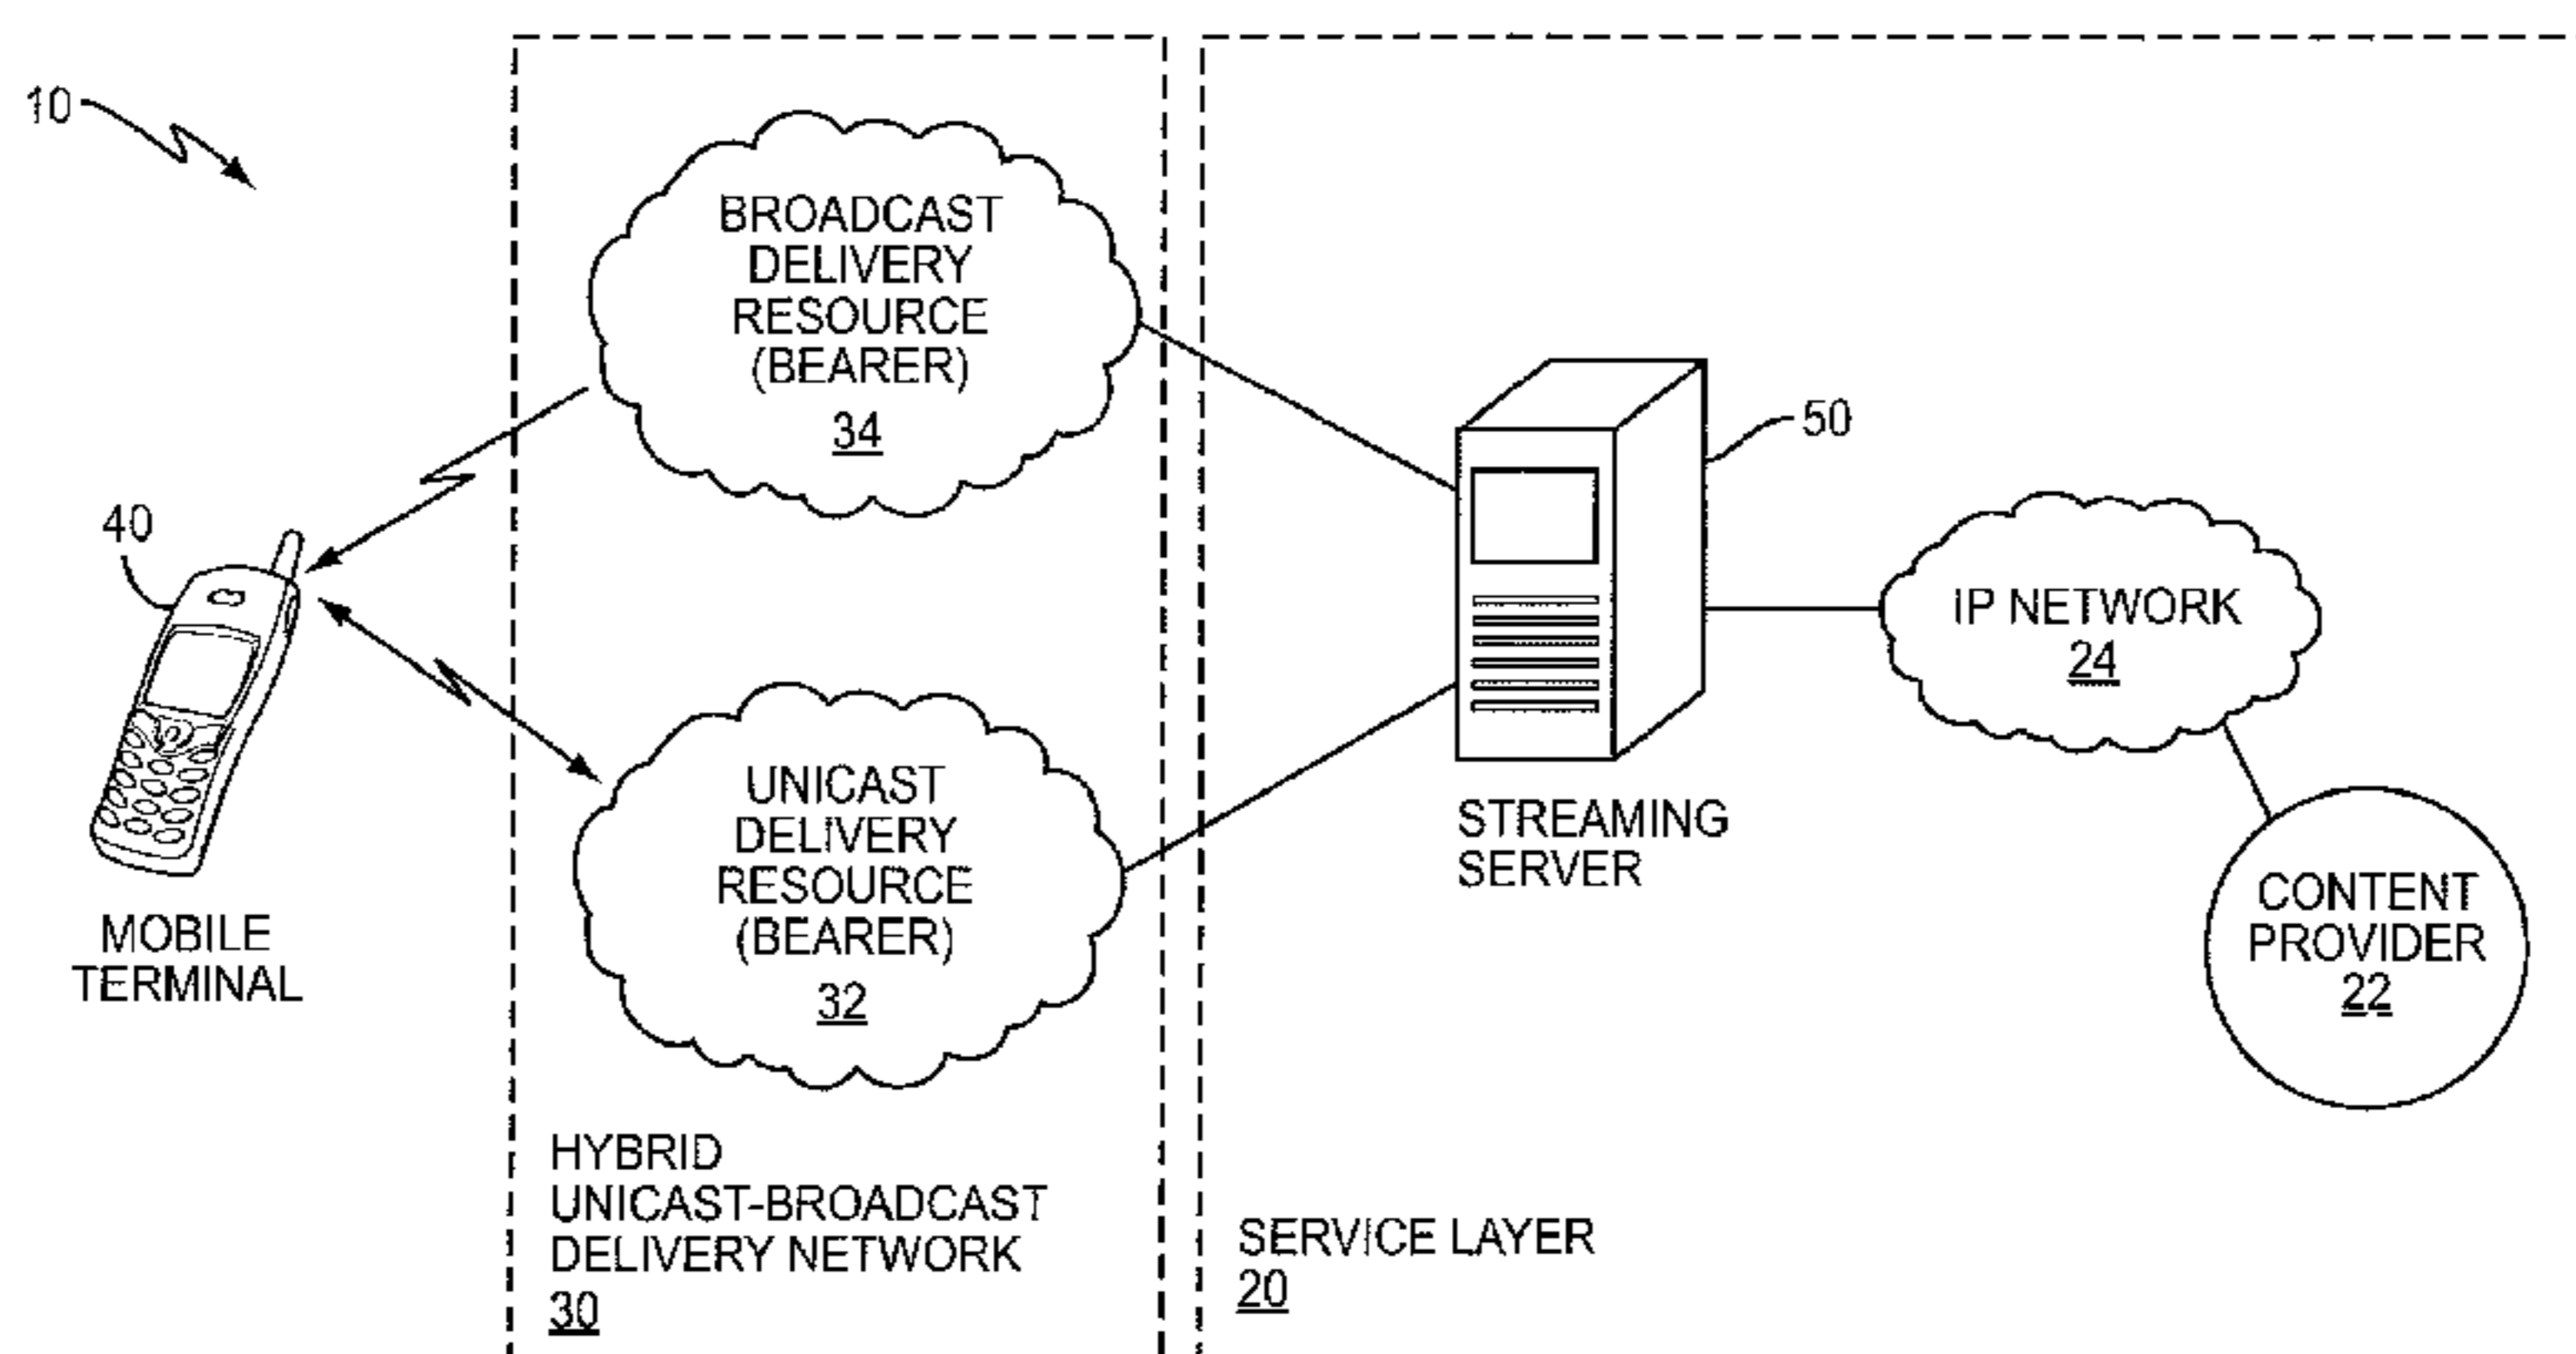 10
BROADCAST
DELIVERY
RESOURCE
(BEARER)
34
40
MOBILE
TERMINAL
UNICAST
DELIVERY
RESOURCE
(BEARER)
32
HYBRID
UNICAST-BROADCAST
DELIVERY NETWORK
30
50
STREAMING
SERVER
IP NETWORK
24
CONTENT
PROVIDER
22
SERVICE LAYER
20